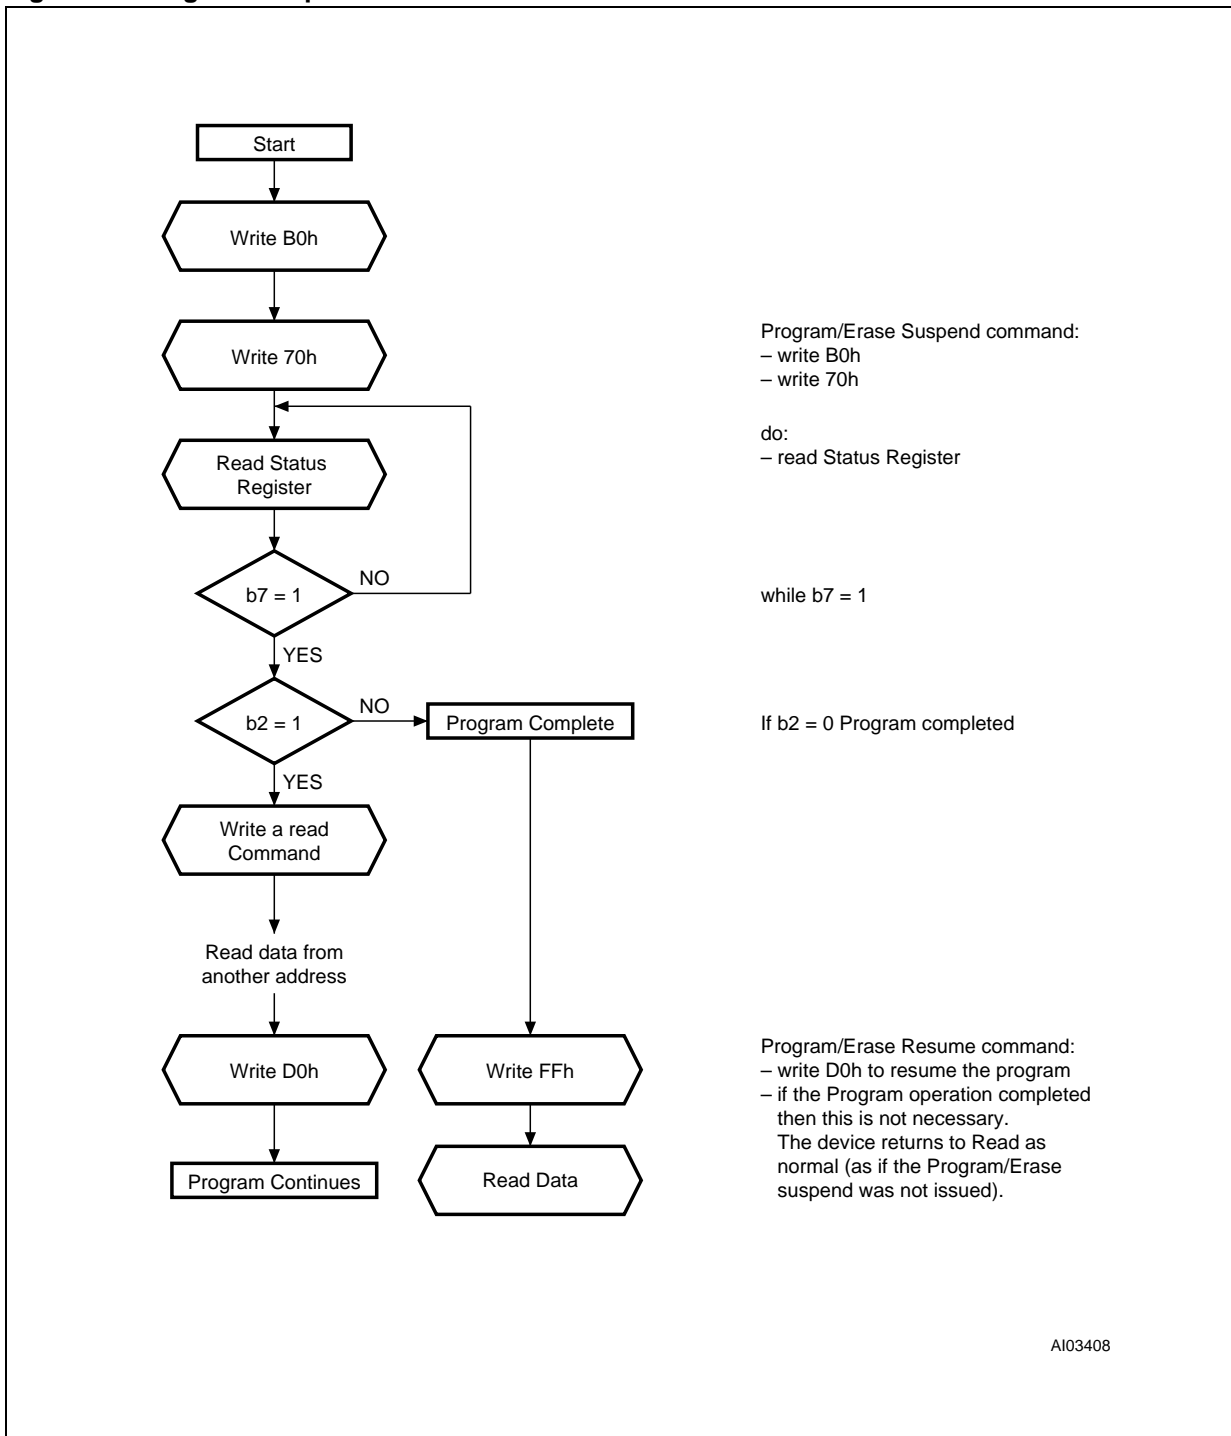 Start
Write B0h
Write 70h
Read Status
Register
b7 = 1
NO
YES
b2 = 1
NO
Program Complete
YES
Write a read
Command
Read data from
another address
Write D0h
Write FFh
Program Continues
Read Data
Program/Erase Suspend command:
– write B0h
– write 70h
do:
– read Status Register
while b7 = 1
If b2 = 0 Program completed
Program/Erase Resume command:
– write D0h to resume the program
– if the Program operation completed
then this is not necessary.
The device returns to Read as
normal (as if the Program/Erase
suspend was not issued).
AI03408